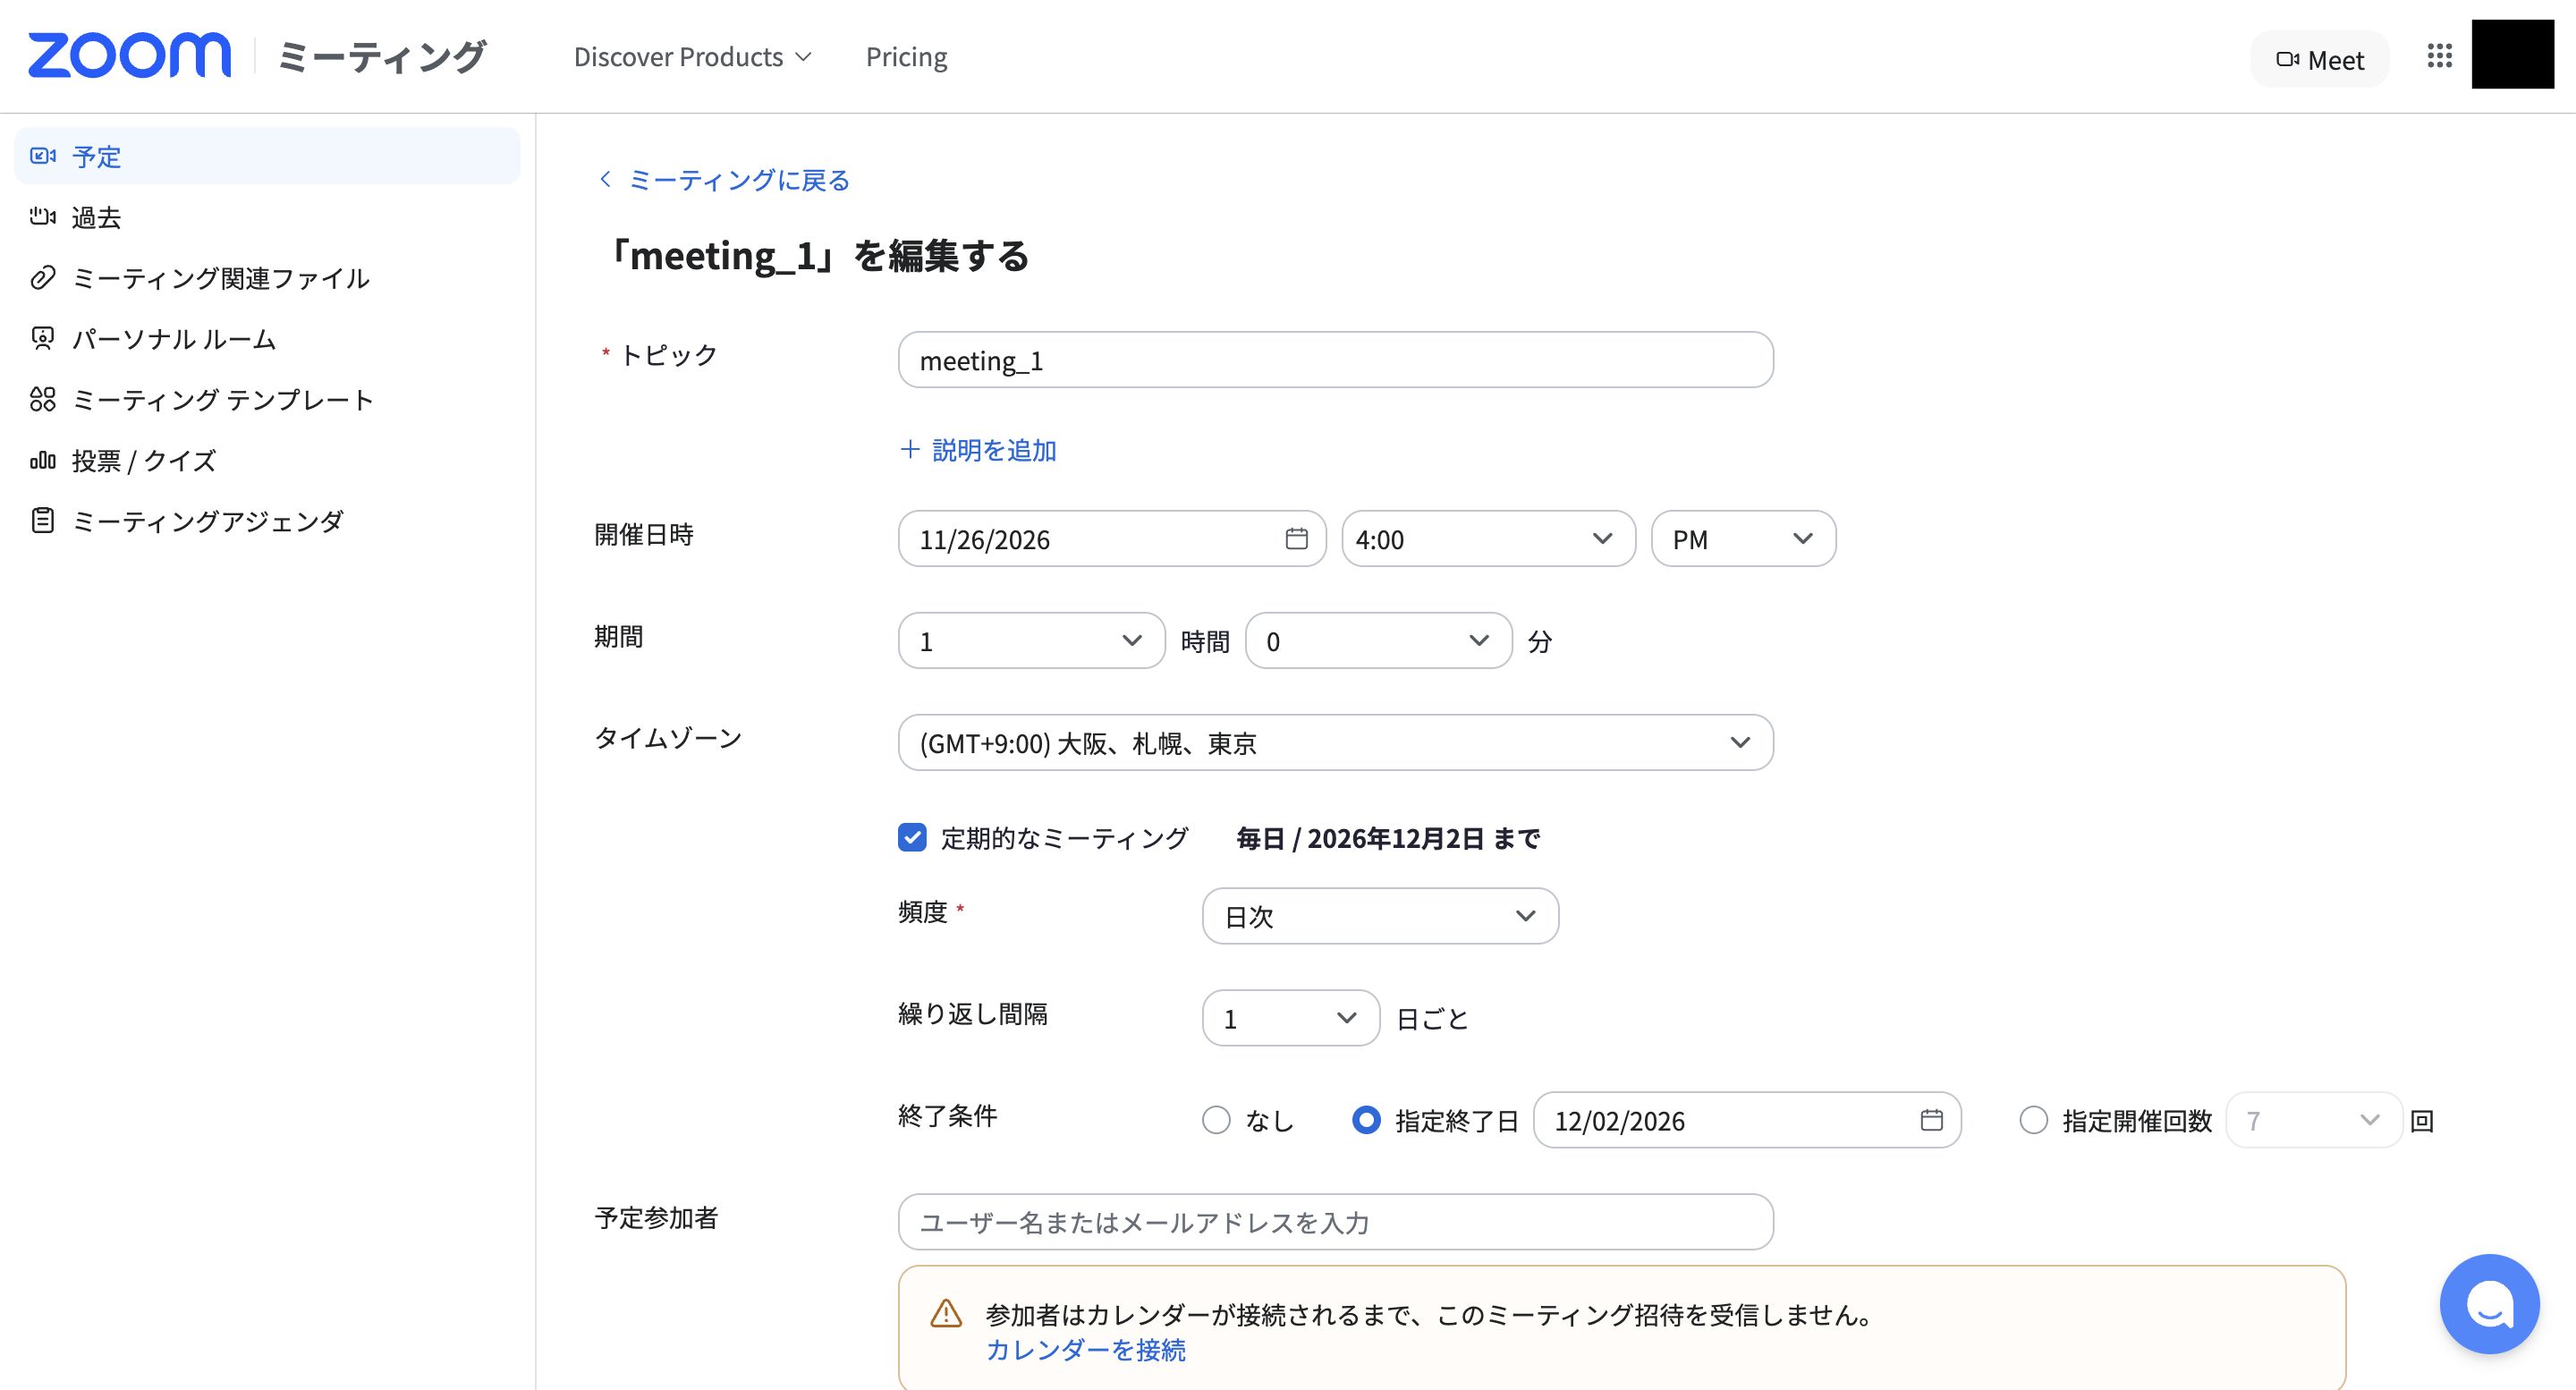 zoom ミーティング Discover Products Pricing Meet
予定
過去
ミーティング関連ファイル
パーソナル ルーム
ミーティング テンプレート
投票 / クイズ
ミーティングアジェンダ
ミーティングに戻る
「meeting_1」を編集する
* トピック meeting_1
+ 説明を追加
開催日時 11/26/2026 4:00 PM
期間 1 時間 0 分
タイムゾーン (GMT+9:00) 大阪、札幌、東京
定期的なミーティング 毎日 / 2026年12月2日 まで
頻度 * 日次
繰り返し間隔 1 日ごと
終了条件 なし 指定終了日 12/02/2026 指定開催回数 7 回
予定参加者 ユーザー名またはメールアドレスを入力
参加者はカレンダーが接続されるまで、このミーティング招待を受信しません。
カレンダーを接続